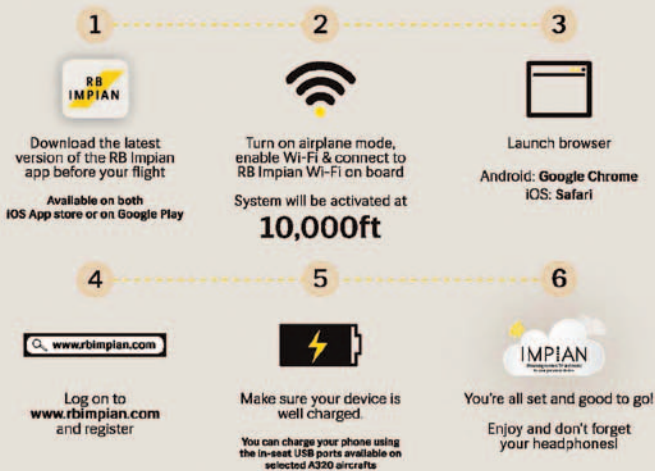 1
2
3
RB
IMPIAN
Download the latest
version of the RB Impian
app before your flight
Available on both
iOS App store or on Google Play
Turn on airplane mode,
enable Wi-Fi & connect to
RB Impian Wi-Fi on board
System will be activated at
10,000ft
Launch browser
Android: Google Chrome
iOS: Safari
4
5
6
www.rbimpian.com
Log on to
www.rbimpian.com
and register
Make sure your device is
well charged.
You can charge your phone using
the in-seat USB ports available on
selected A320 aircrafts
IMPIAN
You're all set and good to go!
Enjoy and don't forget
your headphones!